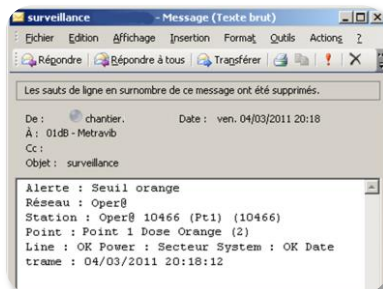 surveillance - Message (Texte brut)
Fichier Edition Affichage Insertion Format Outils Actions ?
Répondre Répondre à tous Transférer
Les sauts de ligne en surnombre de ce message ont été supprimés.
De : chantier. Date : ven. 04/03/2011 20:18
À : 01dB - Metravib
Cc :
Objet : surveillance
Alerte : Seuil orange
Réseau : Oper@
Station : Oper@ 10466 (Pt1) (10466)
Point : Point 1 Dose Orange (2)
Line : OK Power : Secteur System : OK Date
trame : 04/03/2011 20:18:12